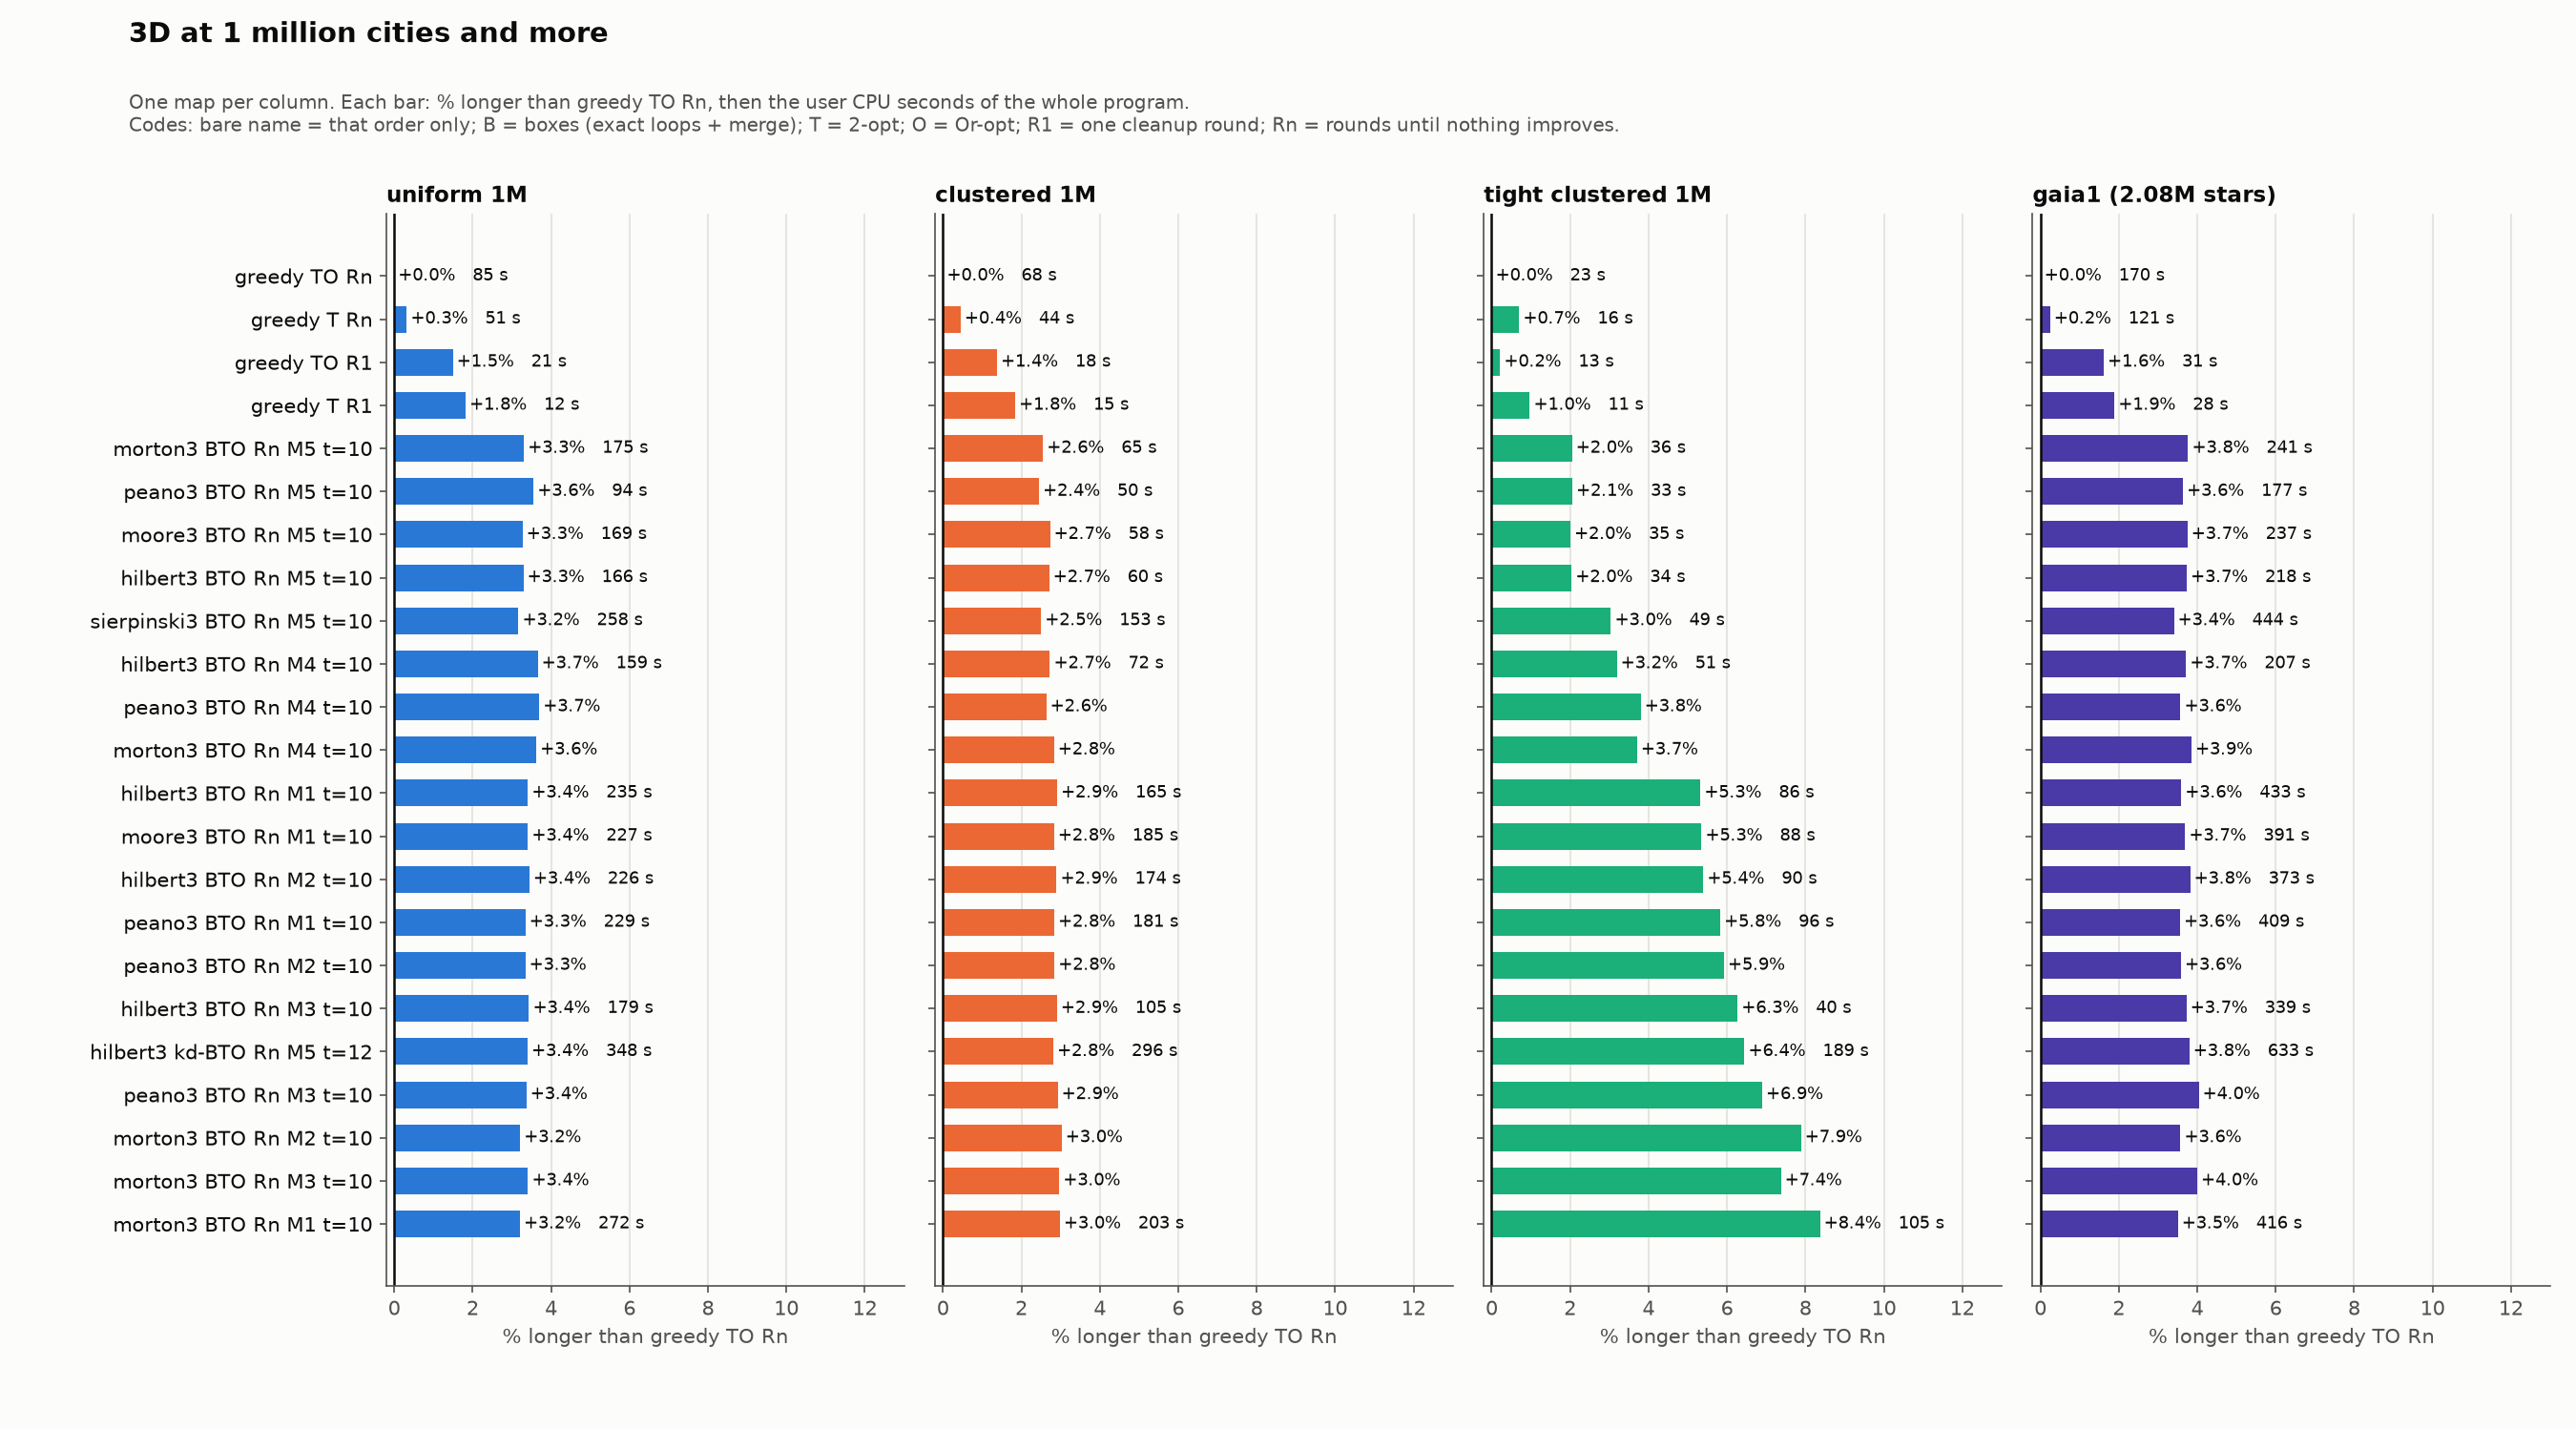 3D at 1 million cities and more
One map per column. Each bar: % longer than greedy TO Rn, then the user CPU seconds of the whole program.
Codes: bare name = that order only; B = boxes (exact loops + merge); T = 2-opt; O = Or-opt; R1 = one cleanup round; Rn = rounds until nothing improves.
uniform 1M clustered 1M tight clustered 1M gaia1 (2.08M stars)
greedy TO Rn +0.0% 85 s +0.0% 68 s +0.0% 23 s +0.0% 170 s
greedy T Rn +0.3% 51 s +0.4% 44 s +0.7% 16 s +0.2% 121 s
greedy TO R1 +1.5% 21 s +1.4% 18 s +0.2% 13 s +1.6% 31 s
greedy T R1 +1.8% 12 s +1.8% 15 s +1.0% 11 s +1.9% 28 s
morton3 BTO Rn M5 t=10 +3.3% 175 s +2.6% 65 s +2.0% 36 s +3.8% 241 s
peano3 BTO Rn M5 t=10 +3.6% 94 s +2.4% 50 s +2.1% 33 s +3.6% 177 s
moore3 BTO Rn M5 t=10 +3.3% 169 s +2.7% 58 s +2.0% 35 s +3.7% 237 s
hilbert3 BTO Rn M5 t=10 +3.3% 166 s +2.7% 60 s +2.0% 34 s +3.7% 218 s
sierpinski3 BTO Rn M5 t=10 +3.2% 258 s +2.5% 153 s +3.0% 49 s +3.4% 444 s
hilbert3 BTO Rn M4 t=10 +3.7% 159 s +2.7% 72 s +3.2% 51 s +3.7% 207 s
peano3 BTO Rn M4 t=10 +3.7% +2.6% +3.8% +3.6%
morton3 BTO Rn M4 t=10 +3.6% +2.8% +3.7% +3.9%
hilbert3 BTO Rn M1 t=10 +3.4% 235 s +2.9% 165 s +5.3% 86 s +3.6% 433 s
moore3 BTO Rn M1 t=10 +3.4% 227 s +2.8% 185 s +5.3% 88 s +3.7% 391 s
hilbert3 BTO Rn M2 t=10 +3.4% 226 s +2.9% 174 s +5.4% 90 s +3.8% 373 s
peano3 BTO Rn M1 t=10 +3.3% 229 s +2.8% 181 s +5.8% 96 s +3.6% 409 s
peano3 BTO Rn M2 t=10 +3.3% +2.8% +5.9% +3.6%
hilbert3 BTO Rn M3 t=10 +3.4% 179 s +2.9% 105 s +6.3% 40 s +3.7% 339 s
hilbert3 kd-BTO Rn M5 t=12 +3.4% 348 s +2.8% 296 s +6.4% 189 s +3.8% 633 s
peano3 BTO Rn M3 t=10 +3.4% +2.9% +6.9% +4.0%
morton3 BTO Rn M2 t=10 +3.2% +3.0% +7.9% +3.6%
morton3 BTO Rn M3 t=10 +3.4% +3.0% +7.4% +4.0%
morton3 BTO Rn M1 t=10 +3.2% 272 s +3.0% 203 s +8.4% 105 s +3.5% 416 s
0 2 4 6 8 10 12 0 2 4 6 8 10 12 0 2 4 6 8 10 12 0 2 4 6 8 10 12
% longer than greedy TO Rn % longer than greedy TO Rn % longer than greedy TO Rn % longer than greedy TO Rn